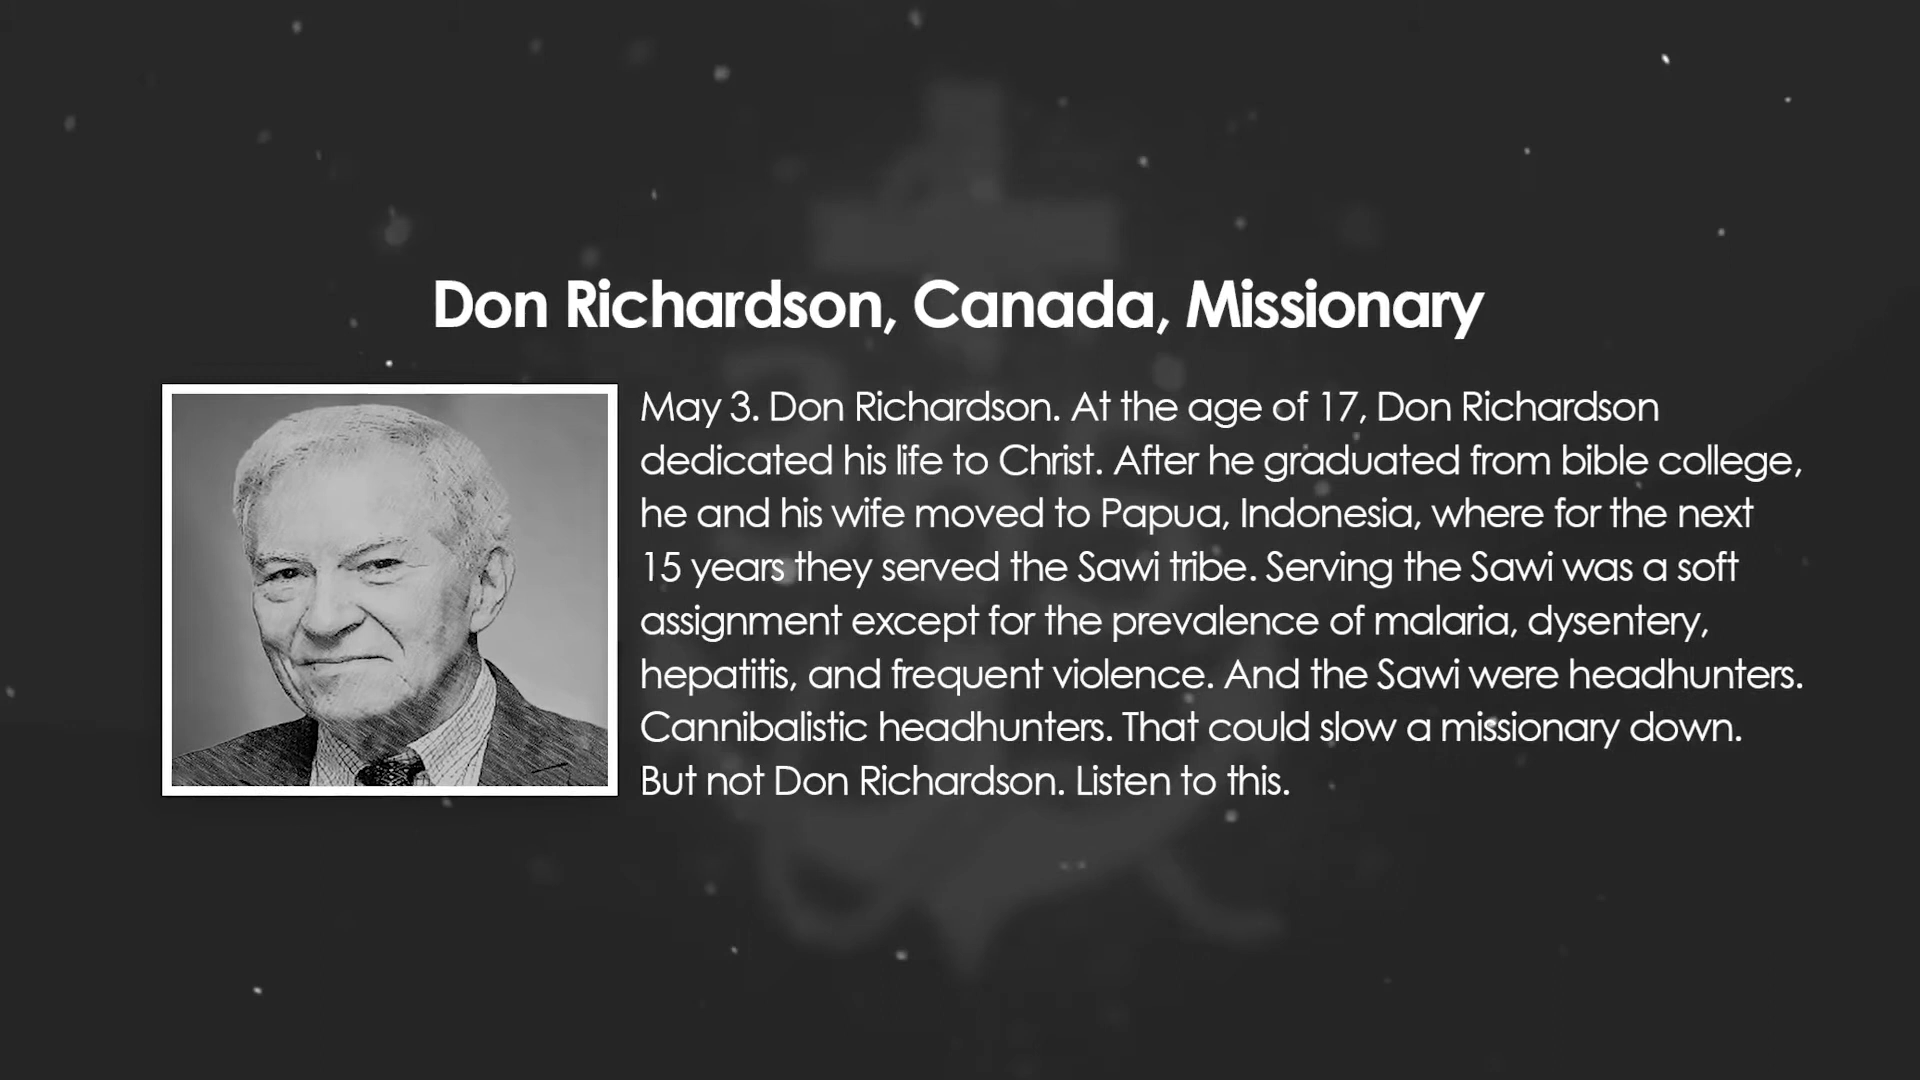 Don Richardson, Canada, Missionary
May 3. Don Richardson. At the age of 17, Don Richardson
dedicated his life to Christ. After he graduated from bible college,
he and his wife moved to Papua, Indonesia, where for the next
15 years they served the Sawi tribe. Serving the Sawi was a soft
assignment except for the prevalence of malaria, dysentery,
hepatitis, and frequent violence. And the Sawi were headhunters.
Cannibalistic headhunters. That could slow a missionary down.
But not Don Richardson. Listen to this.